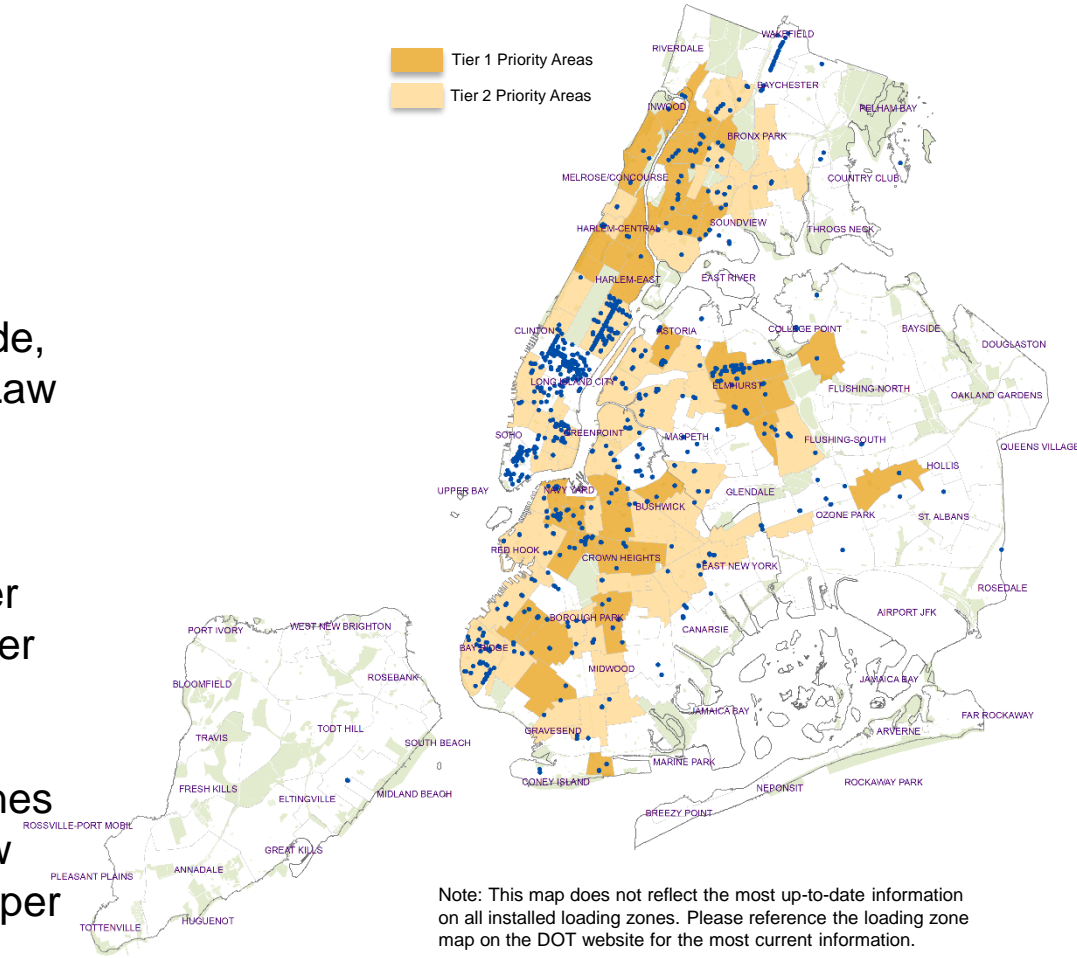 de,
Law
er
er
nes
w
per
Tier 1 Priority Areas
Tier 2 Priority Areas
WAKEFIELD
RIVERDALE
BAYCHESTER
INWOOD
PELHAM BAY
BRONX PARK
MELROSE/CONCOURSE
COUNTRY CLUB
SOUNDVIEW
HARLEM-CENTRAL
THROGS NECK
HARLEM-EAST
EAST RIVER
CLINTON
ASTORIA
COLLEGE POINT
BAYSIDE
DOUGLASTON
LONG ISLAND CITY
ELMHURST
FLUSHING-NORTH
OAKLAND GARDENS
SOHO
GREENPOINT
MASPETH
FLUSHING-SOUTH
QUEENS VILLAGE
HOLLIS
UPPER BAY
NAVY YARD
GLENDALE
BUSHWICK
OZONE PARK
ST. ALBANS
RED HOOK
CROWN HEIGHTS
EAST NEW YORK
ROSEDALE
AIRPORT JFK
BOROUGH PARK
CANARSIE
PORT IVORY
WEST NEW BRIGHTON
BAY RIDGE
MIDWOOD
ROSEBANK
JAMAICA BAY
BLOOMFIELD
JAMAICA BAY
FAR ROCKAWAY
TODT HILL
GRAVESEND
ARVERNE
TRAVIS
SOUTH BEACH
MARINE PARK
CONEY ISLAND
ROCKAWAY PARK
FRESH KILLS
NEPONSIT
ELTINGVILLE
MIDLAND BEACH
BREEZY POINT
ROSSVILLE-PORT MOBIL
GREAT KILLS
PLEASANT PLAINS
ANNADALE
HUGUENOT
TOTTENVILLE
Note: This map does not reflect the most up-to-date information
on all installed loading zones. Please reference the loading zone
map on the DOT website for the most current information.